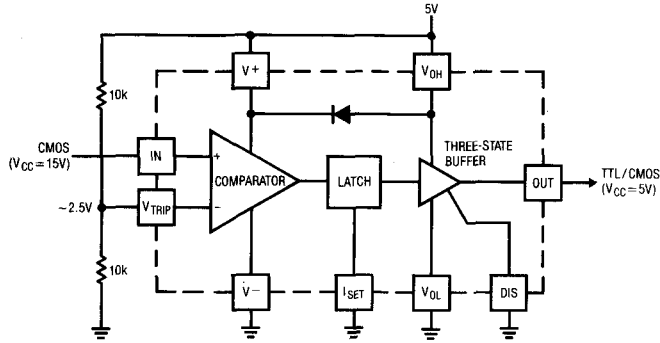 5V
V+
VOH
10k
CMOS
(VCC=15V)
IN
+
COMPARATOR
LATCH
THREE-STATE
BUFFER
OUT
TTL/CMOS
(VCC=5V)
~2.5V
VTRIP
−
10k
V−
ISET
VOL
DIS